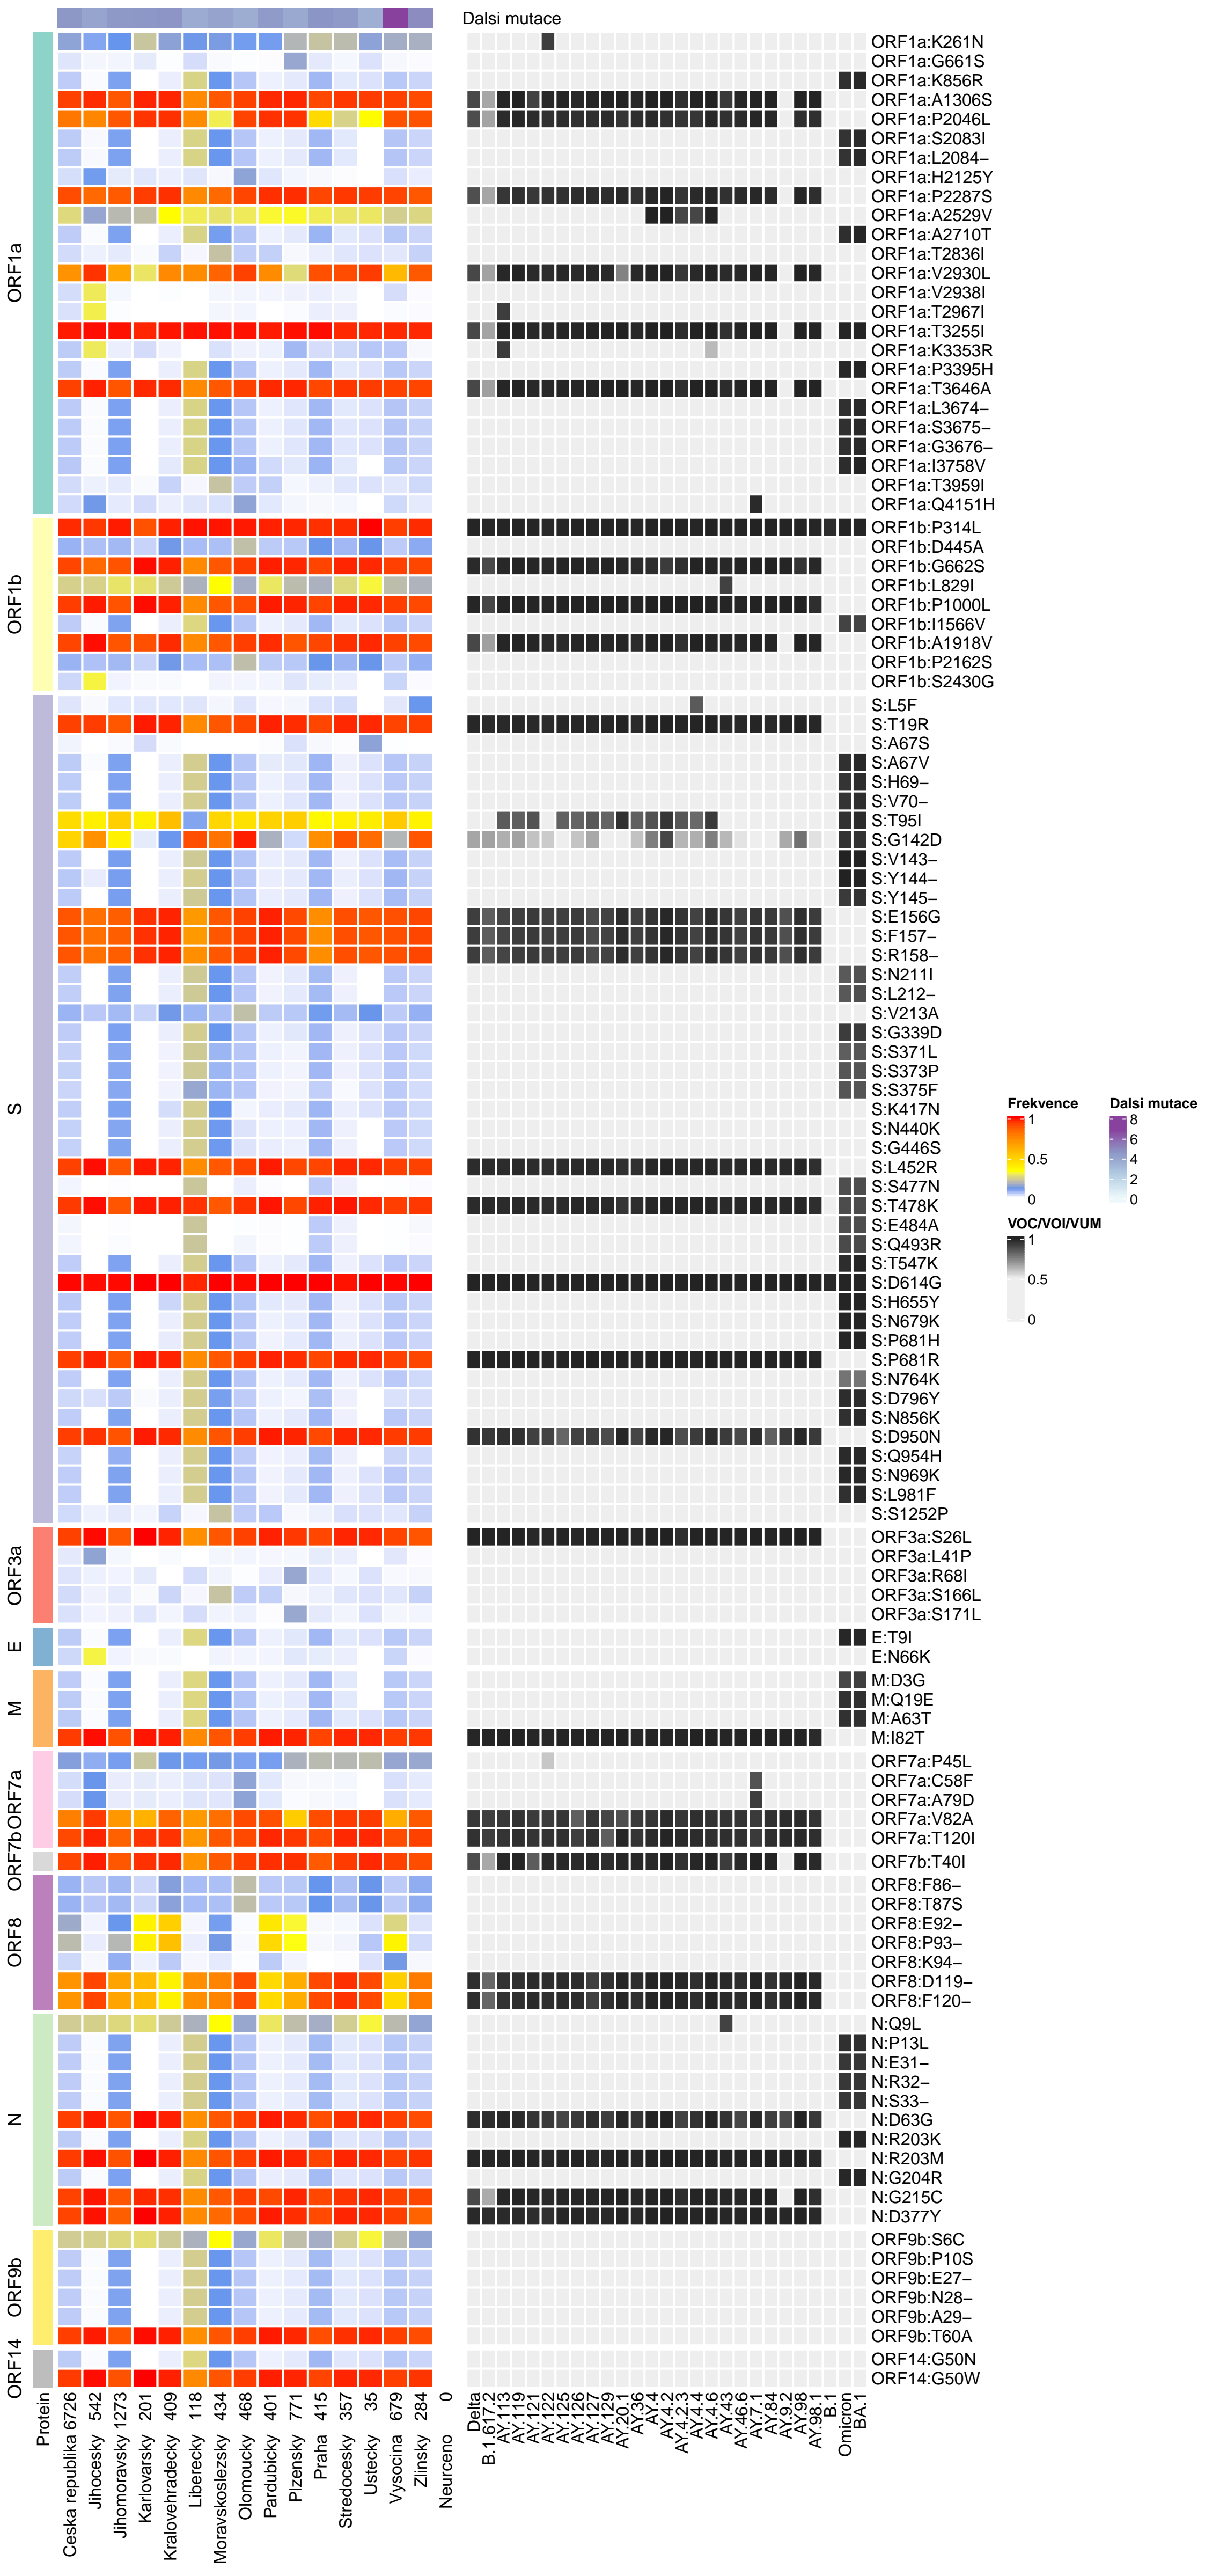 Dalsi mutace
ORF1a:K261N
ORF1a:G661S
ORF1a:K856R
ORF1a:A1306S
ORF1a:P2046L
ORF1a:S2083I
ORF1a:L2084–
ORF1a:H2125Y
ORF1a:P2287S
ORF1a:A2529V
ORF1a:A2710T
ORF1a:T2836I
ORF1a:V2930L
ORF1a:V2938I
ORF1a:T2967I
ORF1a:T3255I
ORF1a:K3353R
ORF1a:P3395H
ORF1a:T3646A
ORF1a:L3674–
ORF1a:S3675–
ORF1a:G3676–
ORF1a:I3758V
ORF1a:T3959I
ORF1a:Q4151H
ORF1a
ORF1b:P314L
ORF1b:D445A
ORF1b:G662S
ORF1b:L829I
ORF1b:P1000L
ORF1b:I1566V
ORF1b:A1918V
ORF1b:P2162S
ORF1b:S2430G
ORF1b
S:L5F
S:T19R
S:A67S
S:A67V
S:H69–
S:V70–
S:T95I
S:G142D
S:V143–
S:Y144–
S:Y145–
S:E156G
S:F157–
S:R158–
S:N211I
S:L212–
S:V213A
S:G339D
S:S371L
S:S373P
S:S375F
S:K417N
S:N440K
S:G446S
S:L452R
S:S477N
S:T478K
S:E484A
S:Q493R
S:T547K
S:D614G
S:H655Y
S:N679K
S:P681H
S:P681R
S:N764K
S:D796Y
S:N856K
S:D950N
S:Q954H
S:N969K
S:L981F
S:S1252P
S
Frekvence
1
0.5
0
Dalsi mutace
8
6
4
2
0
VOC/VOI/VUM
1
0.5
0
ORF3a:S26L
ORF3a:L41P
ORF3a:R68I
ORF3a:S166L
ORF3a:S171L
ORF3a
E:T9I
E:N66K
E
M:D3G
M:Q19E
M:A63T
M:I82T
M
ORF7a:P45L
ORF7a:C58F
ORF7a:A79D
ORF7a:V82A
ORF7a:T120I
ORF7a
ORF7b:T40I
ORF7b
ORF8:F86–
ORF8:T87S
ORF8:E92–
ORF8:P93–
ORF8:K94–
ORF8:D119–
ORF8:F120–
ORF8
N:Q9L
N:P13L
N:E31–
N:R32–
N:S33–
N:D63G
N:R203K
N:R203M
N:G204R
N:G215C
N:D377Y
N
ORF9b:S6C
ORF9b:P10S
ORF9b:E27–
ORF9b:N28–
ORF9b:A29–
ORF9b:T60A
ORF9b
ORF14:G50N
ORF14:G50W
ORF14
Protein
Ceska republika 6726
Jihocesky 542
Jihomoravsky 1273
Karlovarsky 201
Kralovehradecky 409
Liberecky 118
Moravskoslezsky 434
Olomoucky 468
Pardubicky 401
Plzensky 771
Praha 415
Stredocesky 357
Ustecky 35
Vysocina 679
Zlinsky 284
Neurceno 0
Delta
B.1.617.2
AY.113
AY.119
AY.121
AY.122
AY.125
AY.126
AY.127
AY.129
AY.20.1
AY.36
AY.4
AY.4.2
AY.4.2.3
AY.4.4
AY.4.6
AY.43
AY.46.6
AY.7.1
AY.84
AY.9.2
AY.98
AY.98.1
B.1
Omicron
BA.1